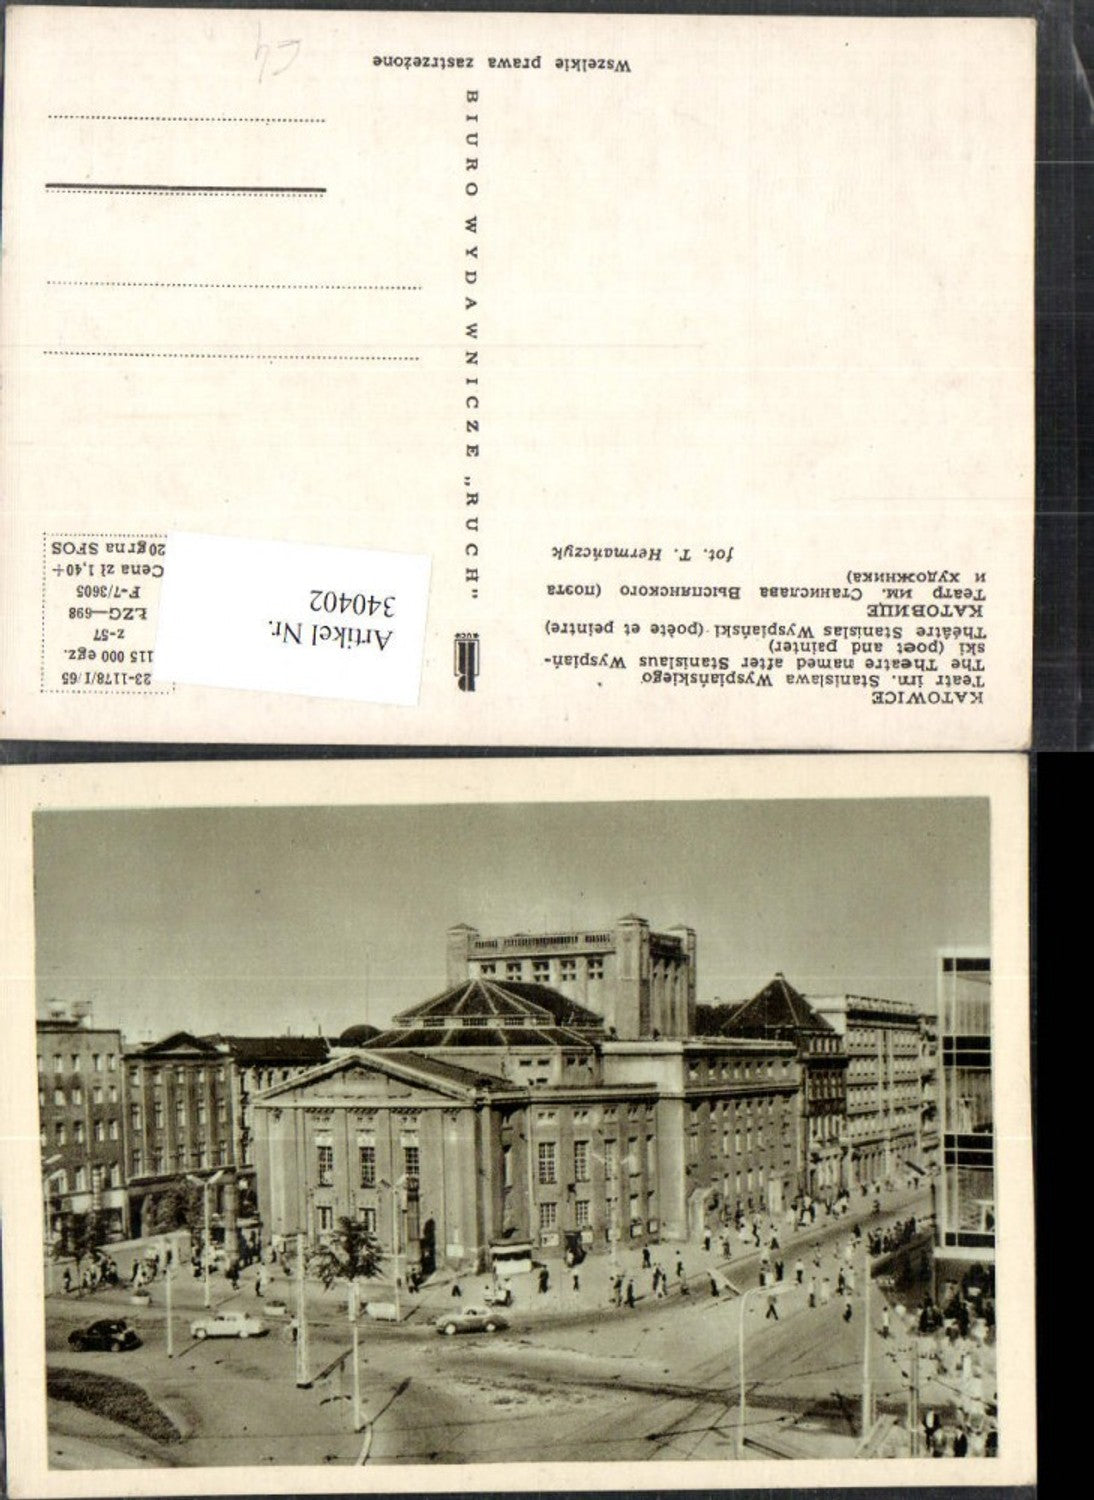 KATOWICE
Teatr im. Stanisława Wyspiańskiego
The Theatre named after Stanislaus Wyspiań-
ski (poet and painter)
Théâtre Stanislas Wyspiański (poète et peintre)
КАТОВИЦЕ
Театр им. Станислава Выспянского (поэта
и художника)
fot. T. Hermańczyk
BIURO WYDAWNICZE „RUCH"
RUCH
Wszelkie prawa zastrzeżone
23-1178/I/65
115 000 egz.
z-57
ŁZG—698
F-7/3605
Cena zł 1,40+
20 gr na SFOS
Artikel Nr.
340402